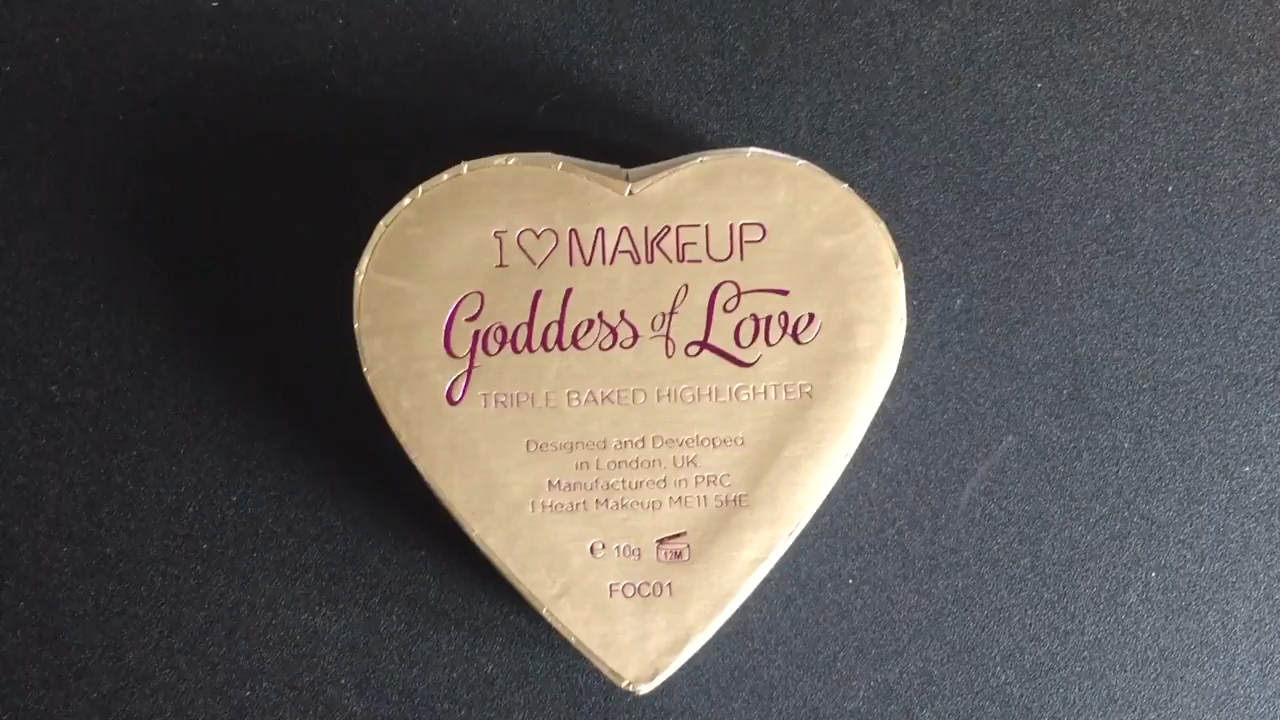 I ♡ MAKEUP
Goddess of Love
TRIPLE BAKED HIGHLIGHTER
Designed and Developed
in London, UK.
Manufactured in PRC
I Heart Makeup ME11 5HE
e 10g 12M
FOC01